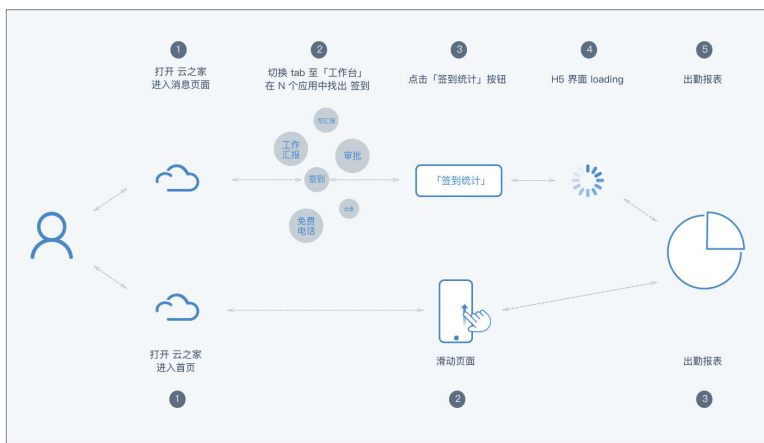 1
2
3
4
5
打开 云之家
进入消息页面
切换 tab 至「工作台」
在 N 个应用中找出 签到
点击「签到统计」按钮
H5 界面 loading
出勤报表
写汇报
工作
汇报
审批
签到
「签到统计」
免费
电话
打开 云之家
进入首页
滑动页面
出勤报表
1
2
3